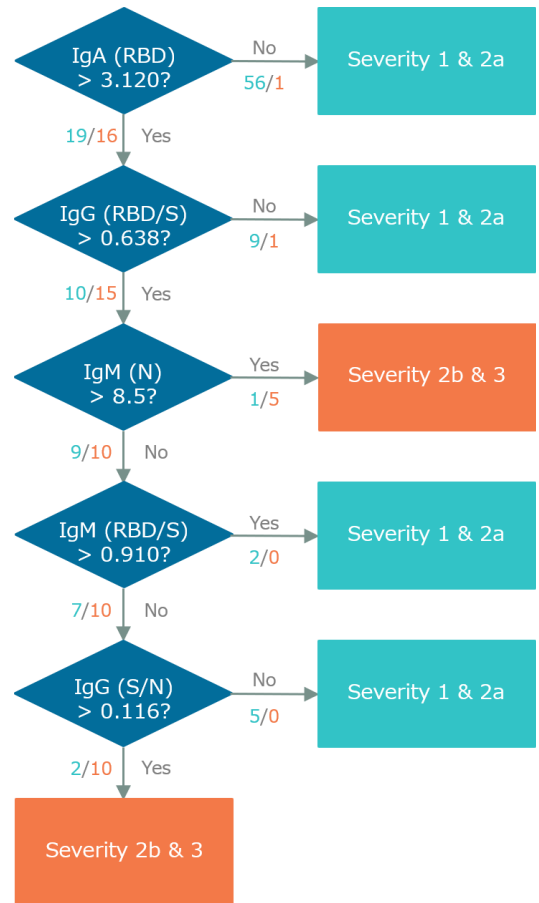 IgA (RBD)
> 3.120?
No
56/1
Severity 1 & 2a
19/16 Yes
IgG (RBD/S)
> 0.638?
No
9/1
Severity 1 & 2a
10/15 Yes
IgM (N)
> 8.5?
Yes
1/5
Severity 2b & 3
9/10 No
IgM (RBD/S)
> 0.910?
Yes
2/0
Severity 1 & 2a
7/10 No
IgG (S/N)
> 0.116?
No
5/0
Severity 1 & 2a
2/10 Yes
Severity 2b & 3